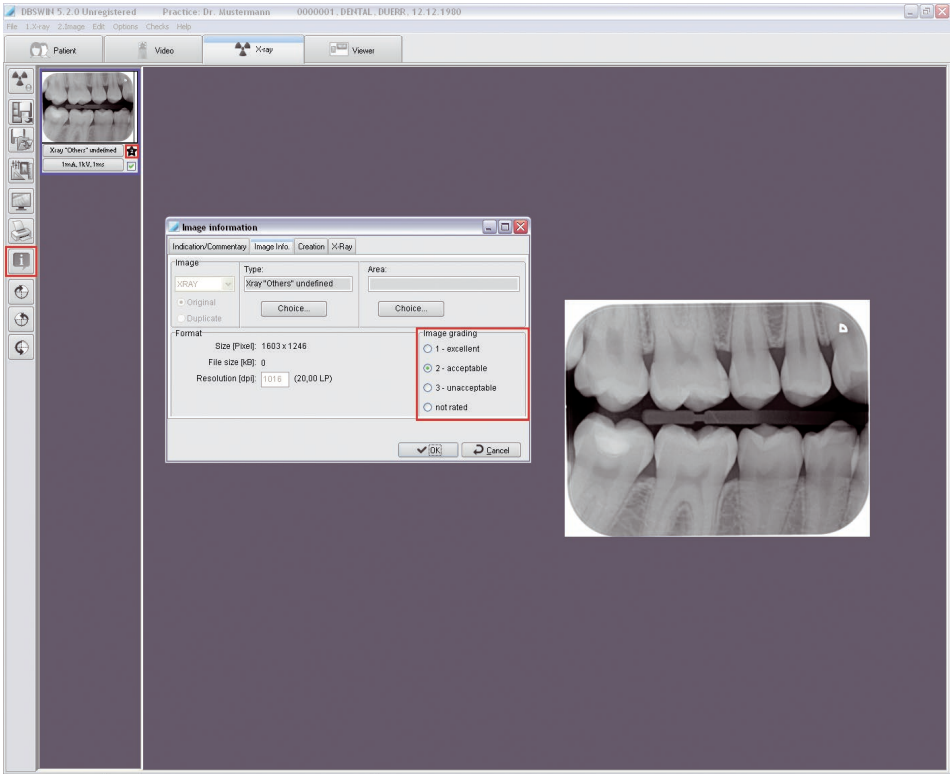 DBSWIN 5.2.0 Unregistered Practice: Dr. Mustermann 0000001, DENTAL, DUERR, 12.12.1980
File 1.X-ray 2.Image Edit Options Checks Help
Patient Video X-ray Viewer
Xray "Others" undefined
1mA, 1kV, 1ms
Image information
Indication/Commentary Image Info. Creation X-Ray
Image
Type:
Area:
XRAY
Xray "Others" undefined
Original
Duplicate
Choice...
Choice...
Format
Size [Pixel]: 1603 x 1246
File size [kB]: 0
Resolution [dpi]: 1016 (20,00 LP)
Image grading
1 - excellent
2 - acceptable
3 - unacceptable
not rated
OK Cancel